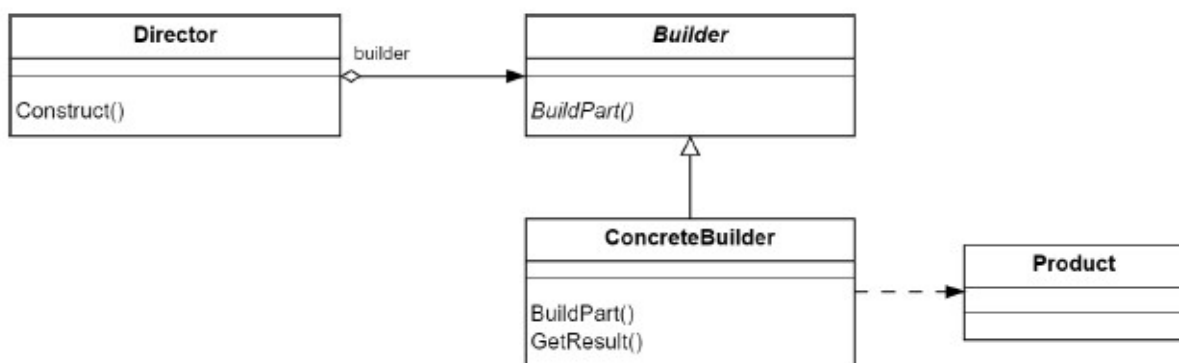 Director
builder
Builder
Construct()
BuildPart()
ConcreteBuilder
BuildPart()
GetResult()
Product